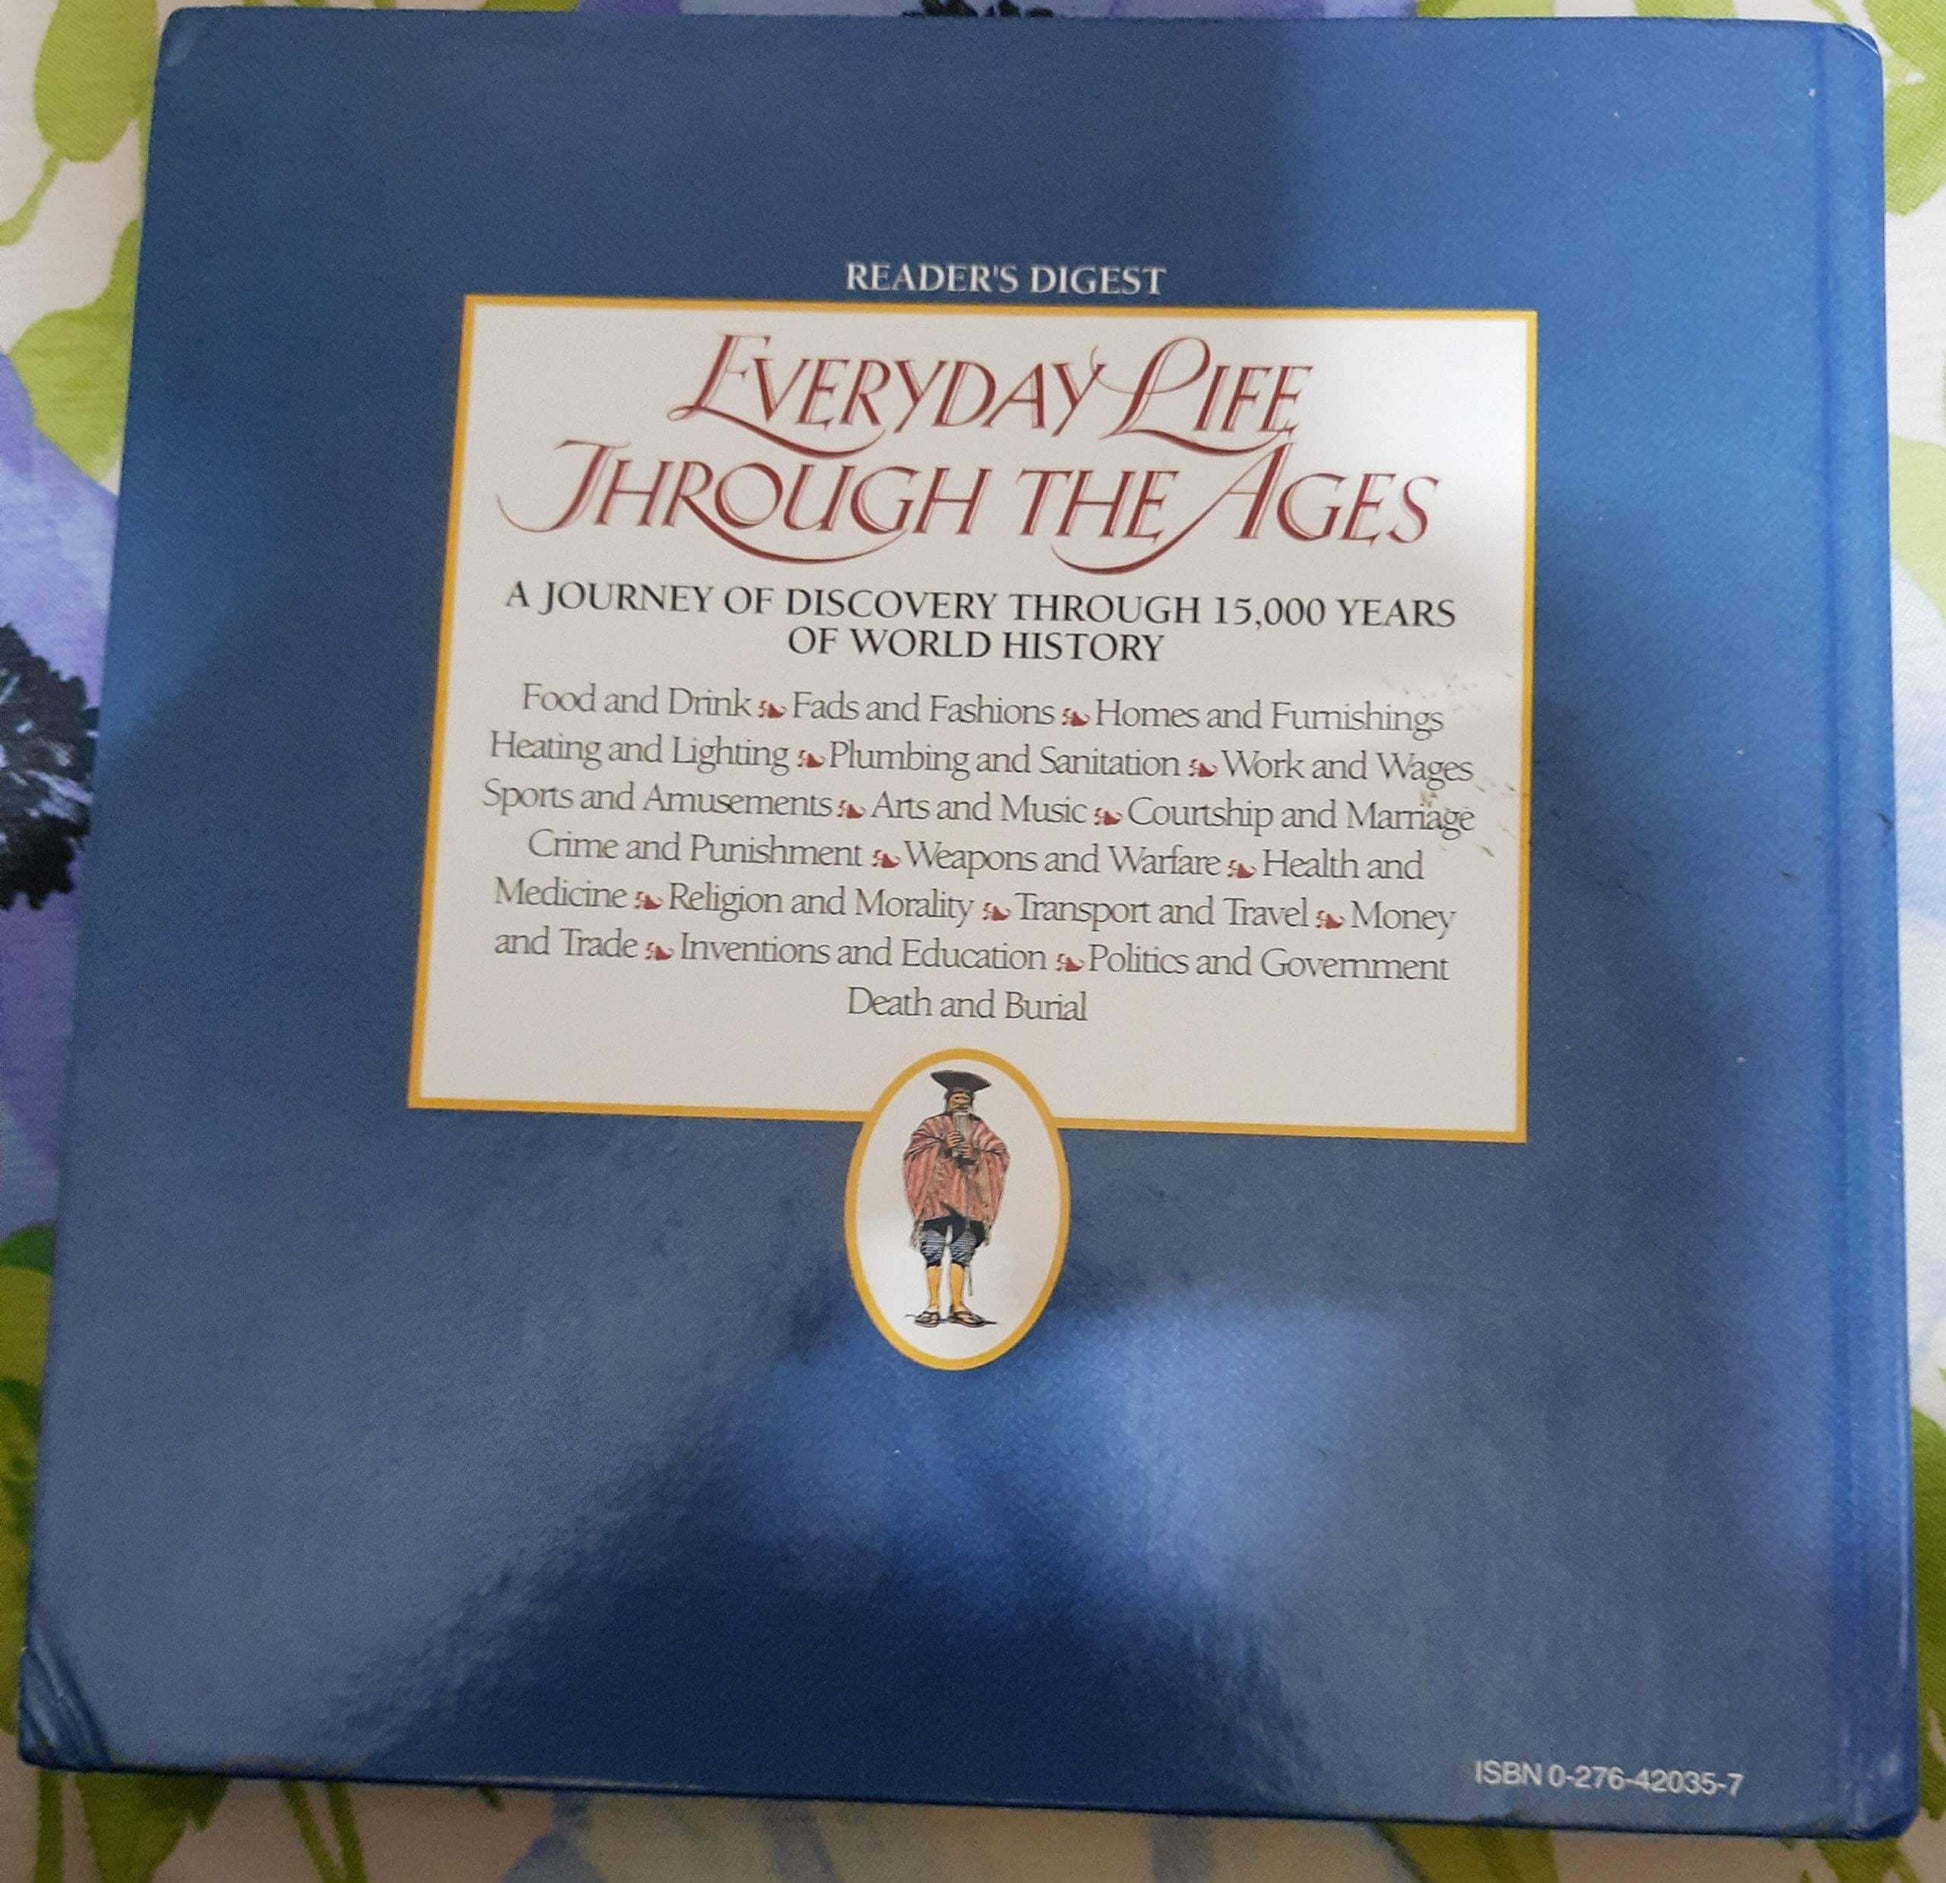 READER'S DIGEST
EVERYDAY LIFE
THROUGH THE AGES
A JOURNEY OF DISCOVERY THROUGH 15,000 YEARS
OF WORLD HISTORY
Food and Drink Fads and Fashions Homes and Furnishings
Heating and Lighting Plumbing and Sanitation Work and Wages
Sports and Amusements Arts and Music Courtship and Marriage
Crime and Punishment Weapons and Warfare Health and
Medicine Religion and Morality Transport and Travel Money
and Trade Inventions and Education Politics and Government
Death and Burial
ISBN 0-276-42035-7